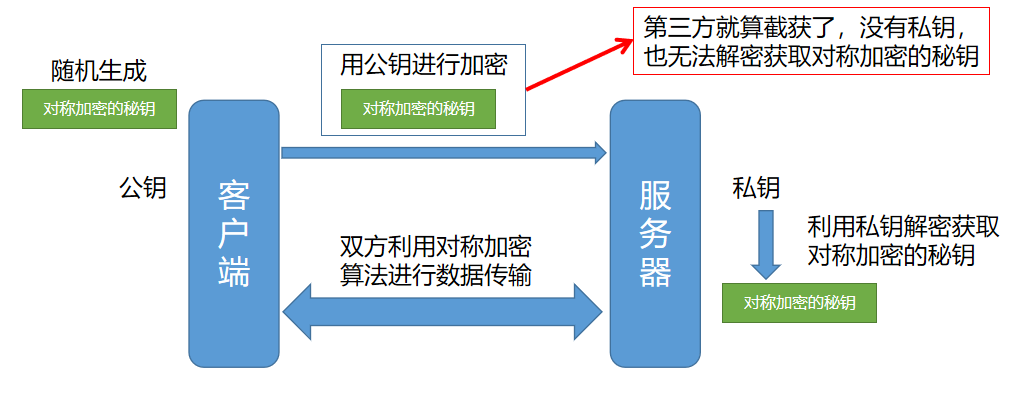 随机生成
对称加密的秘钥
公钥
客户端
用公钥进行加密
对称加密的秘钥
第三方就算截获了，没有私钥，
也无法解密获取对称加密的秘钥
双方利用对称加密
算法进行数据传输
服务器
私钥
利用私钥解密获取
对称加密的秘钥
对称加密的秘钥